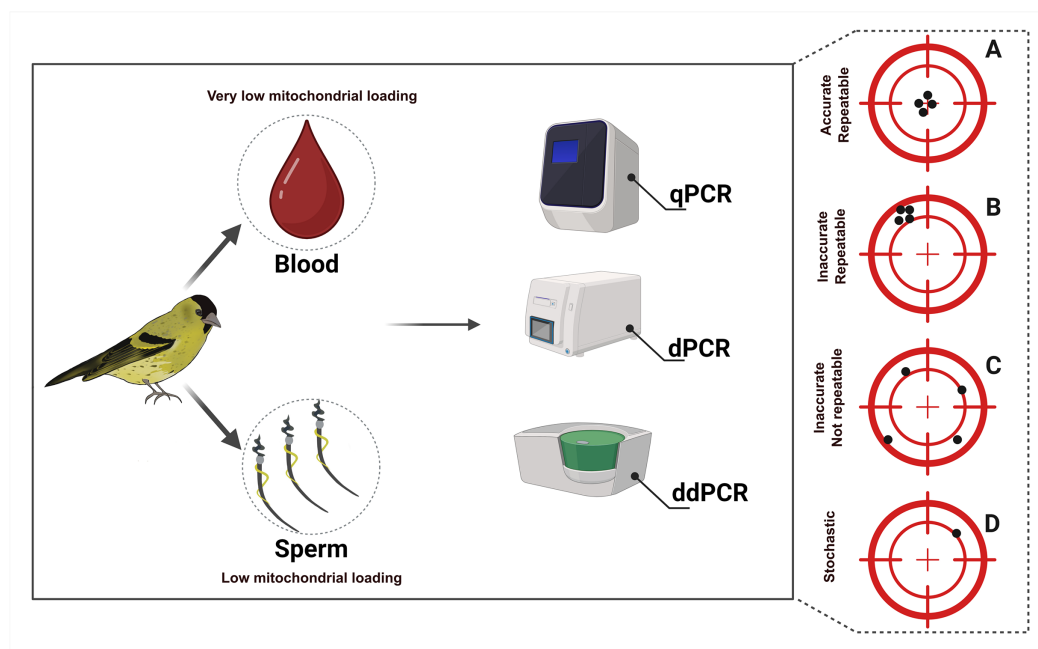 Very low mitochondrial loading
Blood
Sperm
Low mitochondrial loading
qPCR
dPCR
ddPCR
A
Accurate
Repeatable
B
Inaccurate
Repeatable
C
Inaccurate
Not repeatable
D
Stochastic